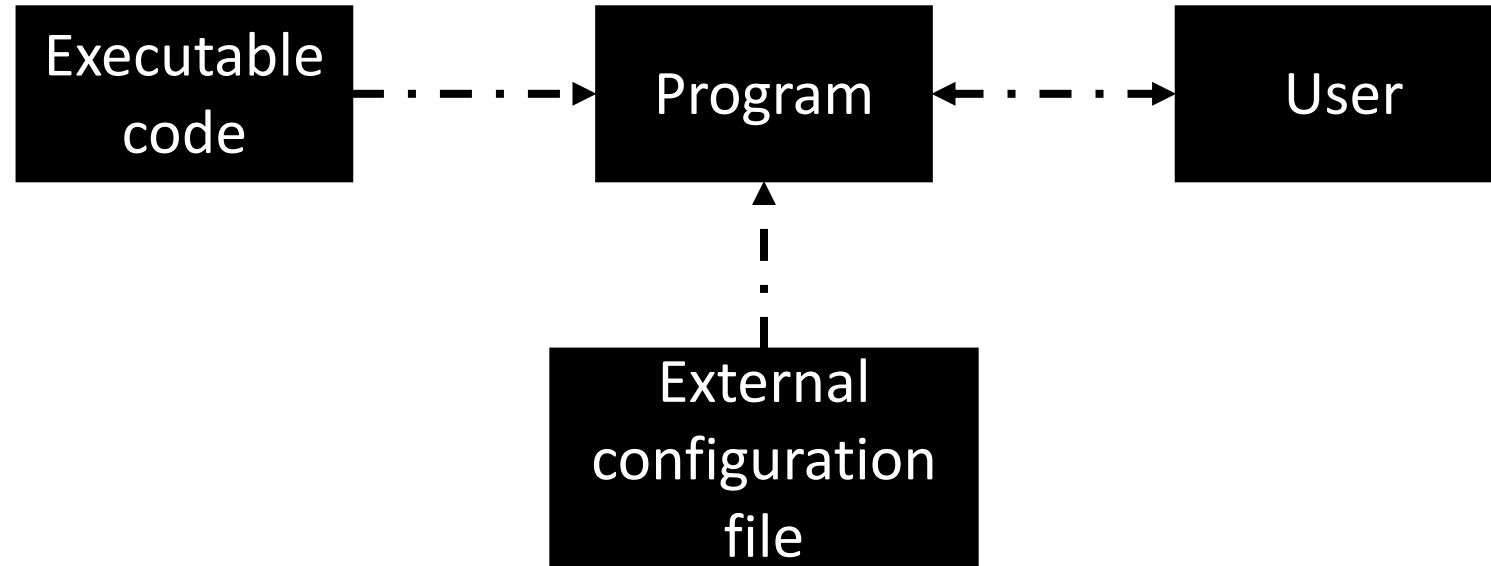 Executable
code
Program
User
External
configuration
file